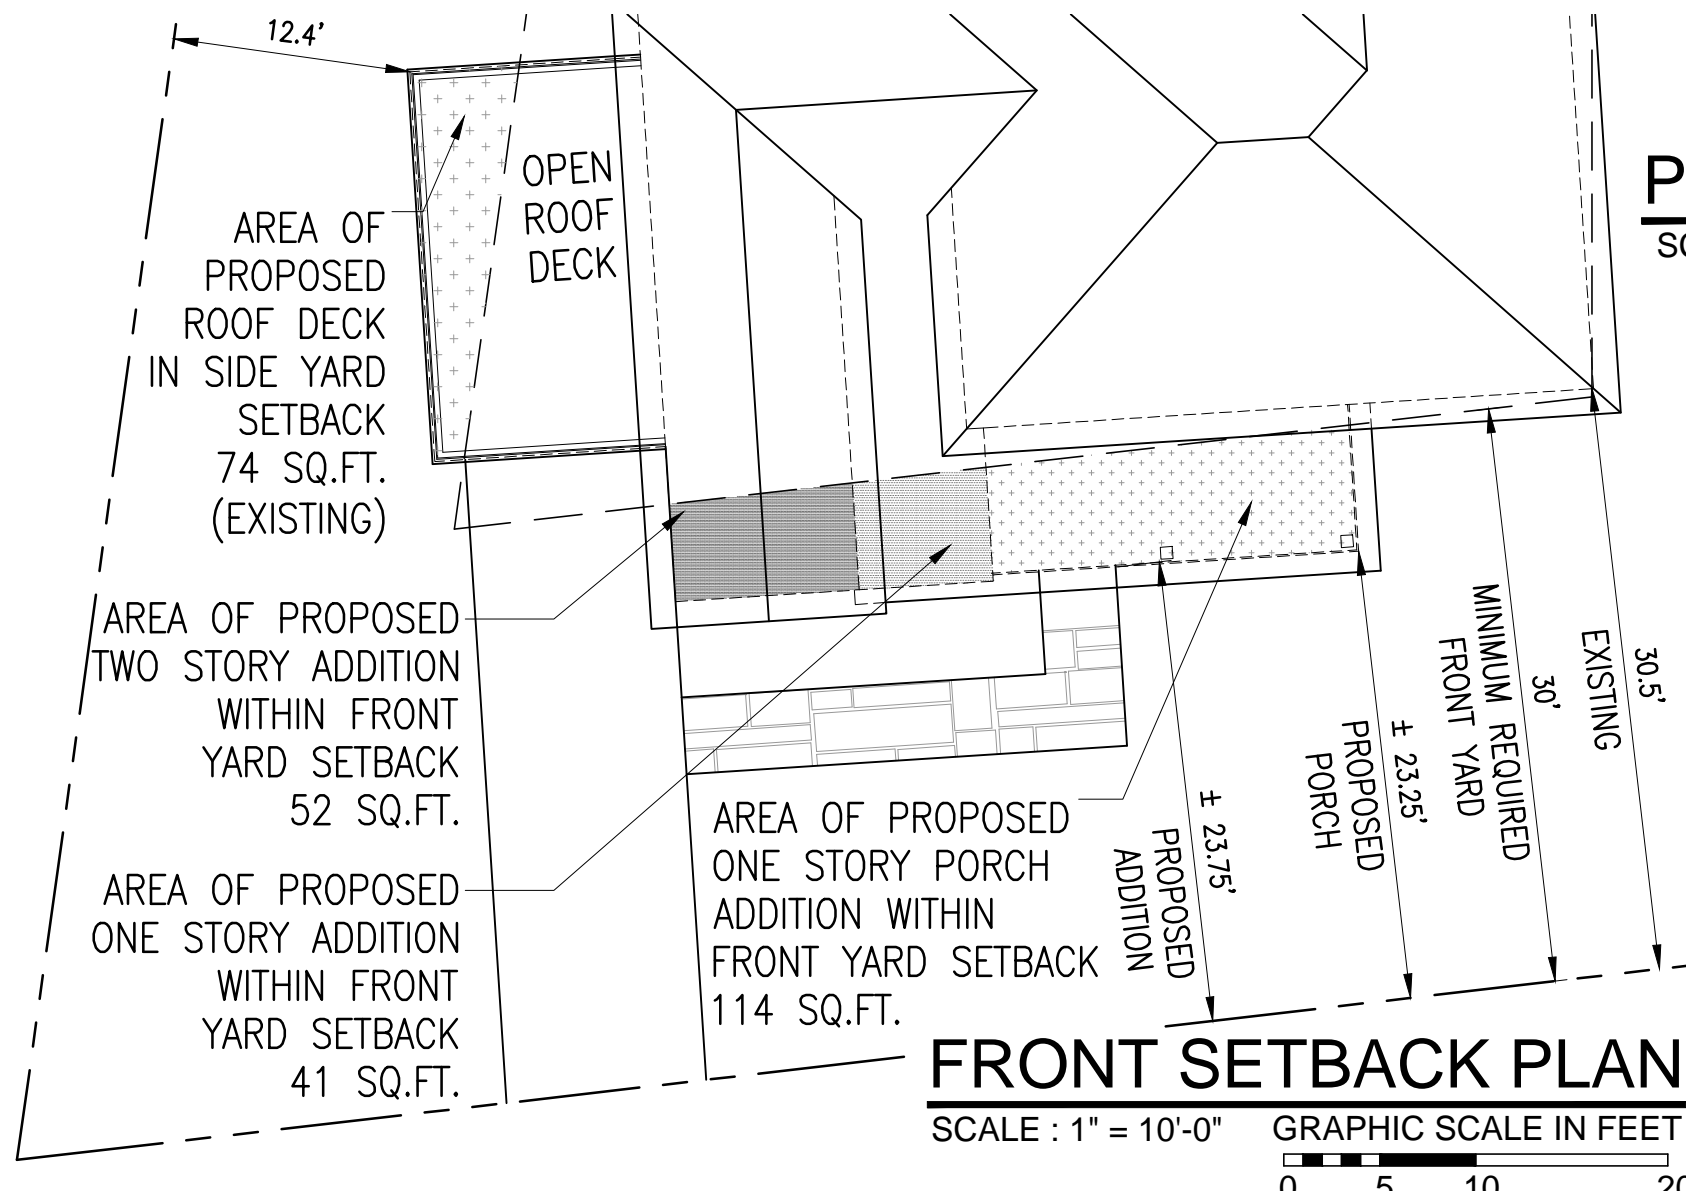 12.4'
OPEN
ROOF
DECK
AREA OF
PROPOSED
ROOF DECK
IN SIDE YARD
SETBACK
74 SQ.FT.
(EXISTING)
AREA OF PROPOSED
TWO STORY ADDITION
WITHIN FRONT
YARD SETBACK
52 SQ.FT.
AREA OF PROPOSED
ONE STORY ADDITION
WITHIN FRONT
YARD SETBACK
41 SQ.FT.
AREA OF PROPOSED
ONE STORY PORCH
ADDITION WITHIN
FRONT YARD SETBACK
114 SQ.FT.
± 23.75'
PROPOSED
ADDITION
± 23.25'
PROPOSED
PORCH
30'
MINIMUM REQUIRED
FRONT YARD
30.5'
EXISTING
P
SC
FRONT SETBACK PLAN
SCALE : 1" = 10'-0"
GRAPHIC SCALE IN FEET
0 5 10 20